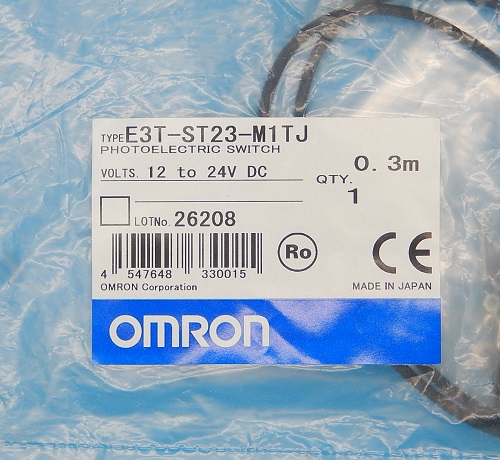 TYPE E3T-ST23-M1TJ
PHOTOELECTRIC SWITCH
0.3m
VOLTS. 12 to 24V DC
QTY. 1
LOTNo. 26208
Ro
CE
4 547648 330015
OMRON Corporation
MADE IN JAPAN
OMRON